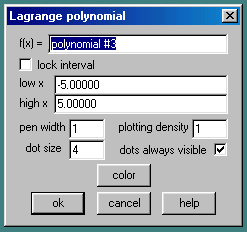 Lagrange polynomial
f(x) = polynomial #3
lock interval
low x -5.00000
high x 5.00000
pen width 1 plotting density 1
dot size 4 dots always visible
color
ok cancel help